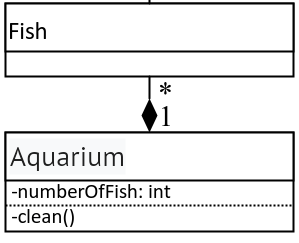 Fish
*
1
Aquarium
-numberOfFish: int
-clean()